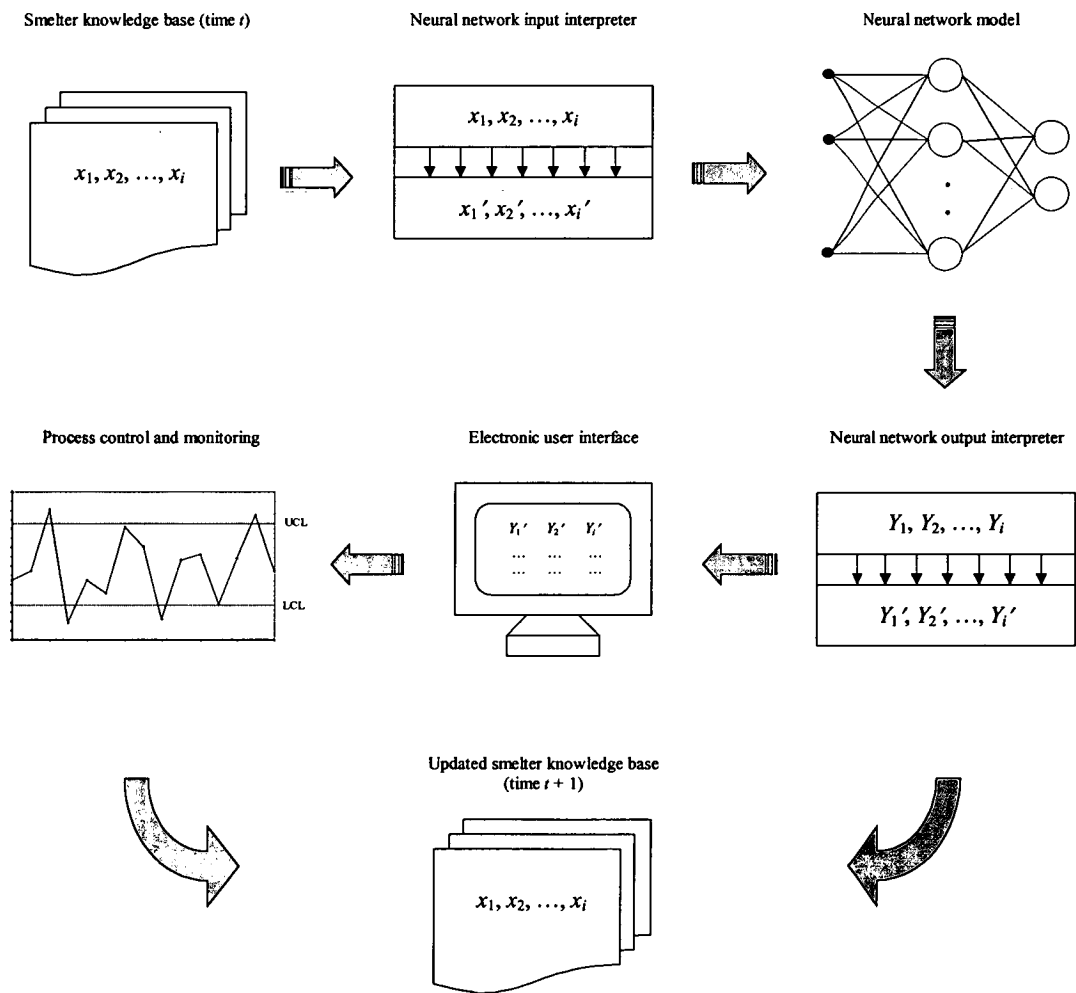 Smelter knowledge base (time t)
Neural network input interpreter
Neural network model
x₁, x₂, …, xᵢ
x₁, x₂, …, xᵢ
x₁′, x₂′, …, xᵢ′
Process control and monitoring
Electronic user interface
Neural network output interpreter
UCL
LCL
Y₁′ Y₂′ Yᵢ′
… … …
… … …
Y₁, Y₂, …, Yᵢ
Y₁′, Y₂′, …, Yᵢ′
Updated smelter knowledge base
(time t + 1)
x₁, x₂, …, xᵢ